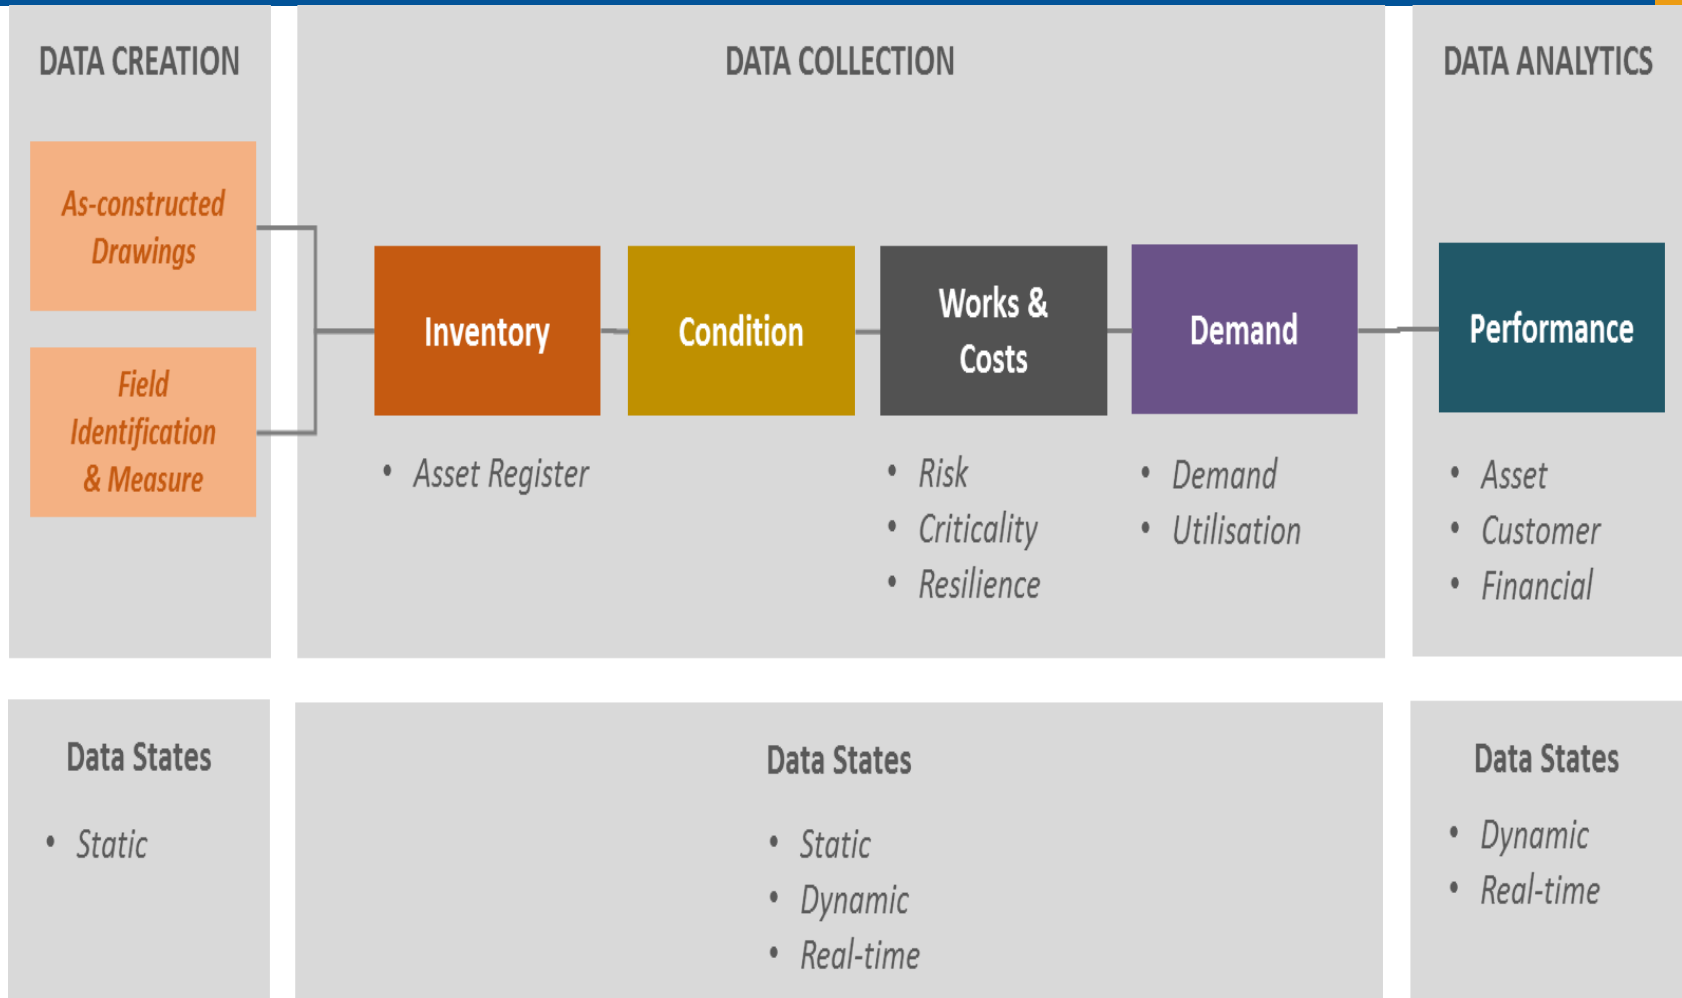 DATA CREATION
As-constructed
Drawings
Field
Identification
& Measure
DATA COLLECTION
Inventory
• Asset Register
Condition
Works &
Costs
• Risk
• Criticality
• Resilience
Demand
• Demand
• Utilisation
DATA ANALYTICS
Performance
• Asset
• Customer
• Financial
Data States
• Static
Data States
• Static
• Dynamic
• Real-time
Data States
• Dynamic
• Real-time